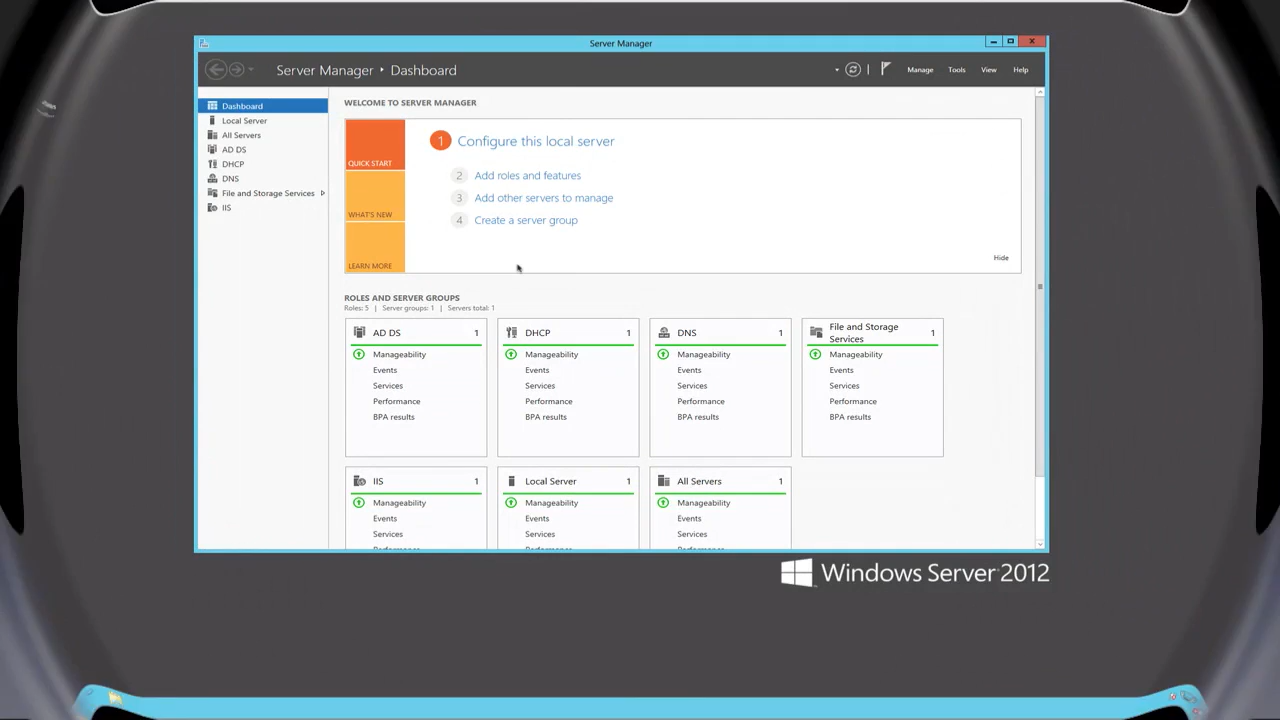 Server Manager
Server Manager ‣ Dashboard
Manage Tools View Help
Dashboard
Local Server
All Servers
AD DS
DHCP
DNS
File and Storage Services
IIS
WELCOME TO SERVER MANAGER
QUICK START
WHAT'S NEW
LEARN MORE
1 Configure this local server
2 Add roles and features
3 Add other servers to manage
4 Create a server group
Hide
ROLES AND SERVER GROUPS
Roles: 5 | Server groups: 1 | Servers total: 1
AD DS 1
Manageability
Events
Services
Performance
BPA results
DHCP 1
Manageability
Events
Services
Performance
BPA results
DNS 1
Manageability
Events
Services
Performance
BPA results
File and Storage
Services 1
Manageability
Events
Services
Performance
BPA results
IIS 1
Manageability
Events
Services
Performance
Local Server 1
Manageability
Events
Services
Performance
All Servers 1
Manageability
Events
Services
Performance
Windows Server 2012